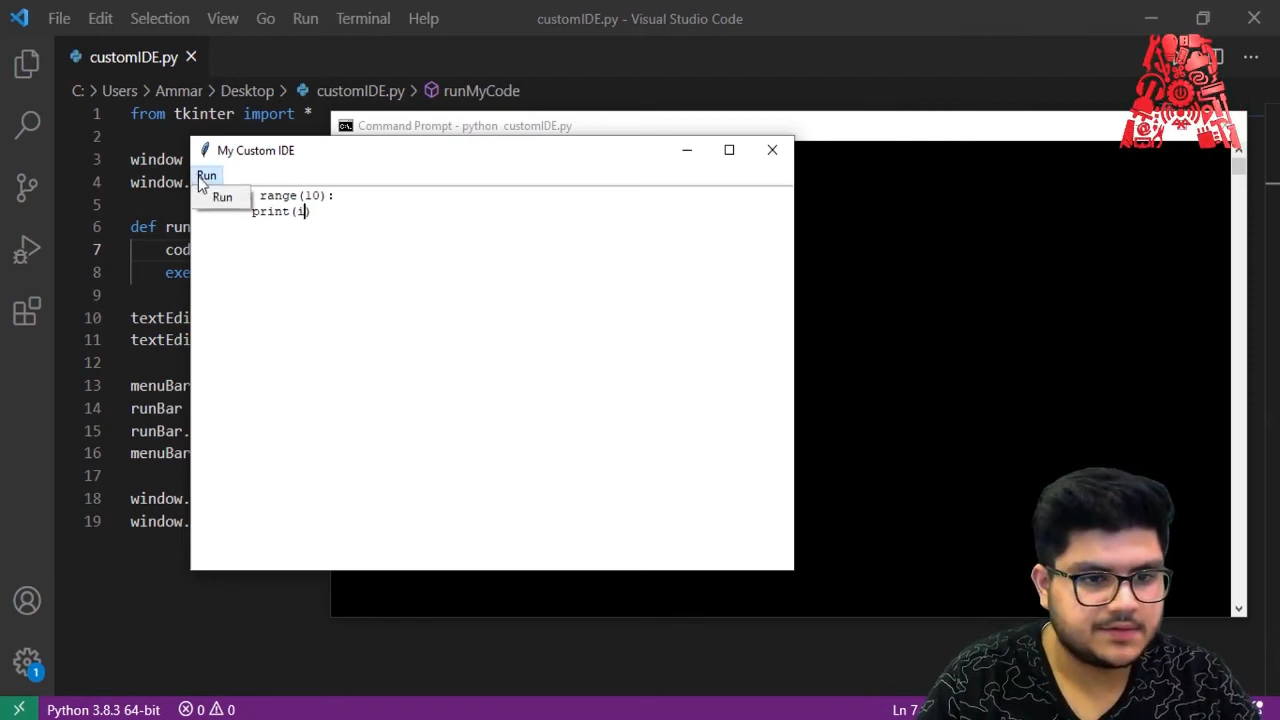 File Edit Selection View Go Run Terminal Help customIDE.py - Visual Studio Code
customIDE.py
C: > Users > Ammar > Desktop > customIDE.py > runMyCode
1 from tkinter import *
Command Prompt - python customIDE.py
2
My Custom IDE
3 window
Run
4 window.
Run
range(10):
5
print(i)
6 def run
7 cod
8 exe
9
10 textEdi
11 textEdi
12
13 menuBar
14 runBar
15 runBar.
16 menuBar
17
18 window.
19 window.
1
Python 3.8.3 64-bit 0 0 Ln 7